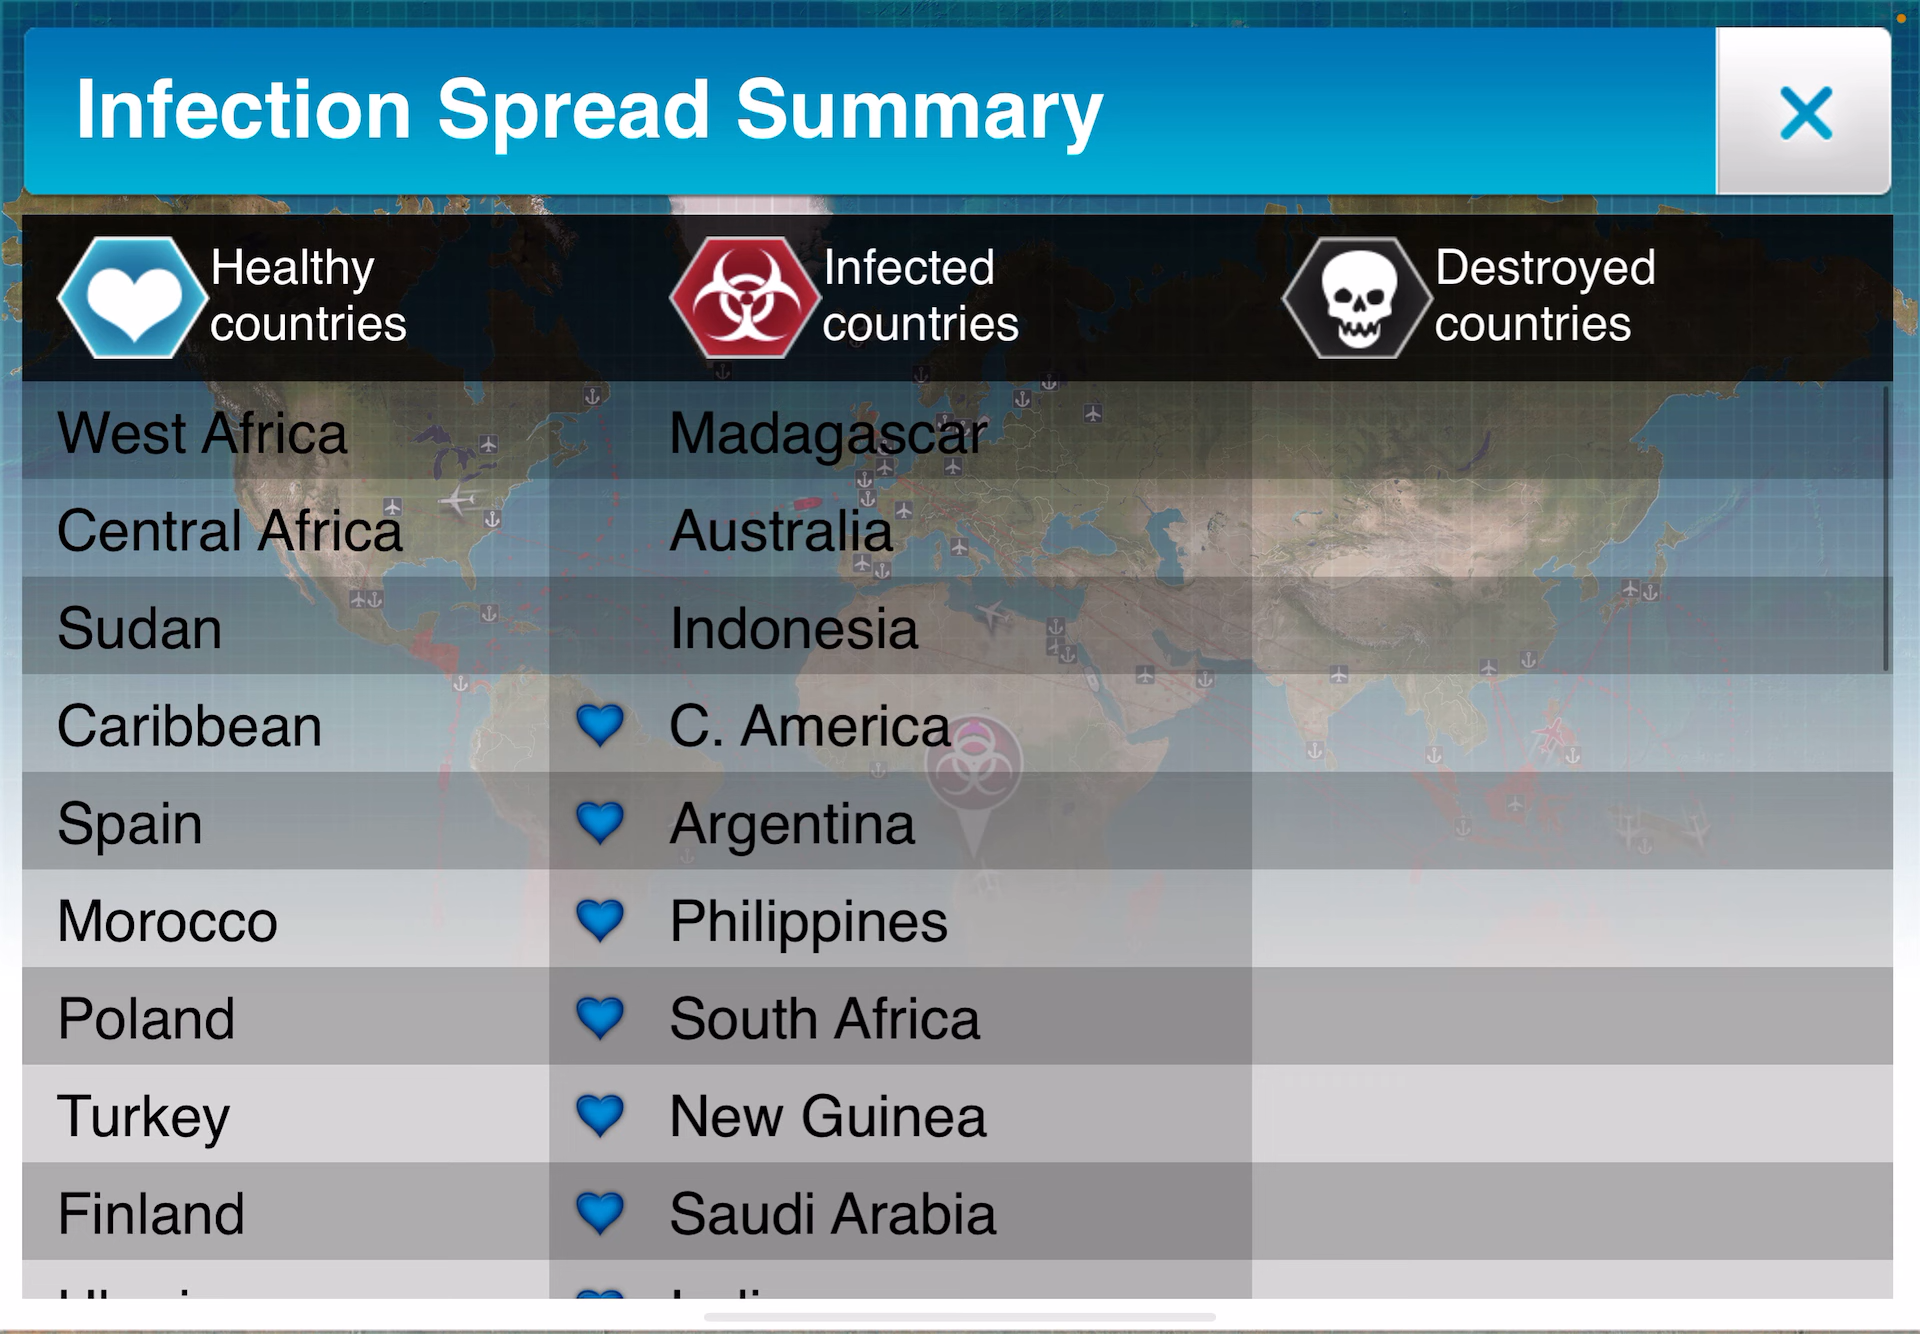 Infection Spread Summary
Healthy countries
Infected countries
Destroyed countries
West Africa
Madagascar
Central Africa
Australia
Sudan
Indonesia
Caribbean
C. America
Spain
Argentina
Morocco
Philippines
Poland
South Africa
Turkey
New Guinea
Finland
Saudi Arabia